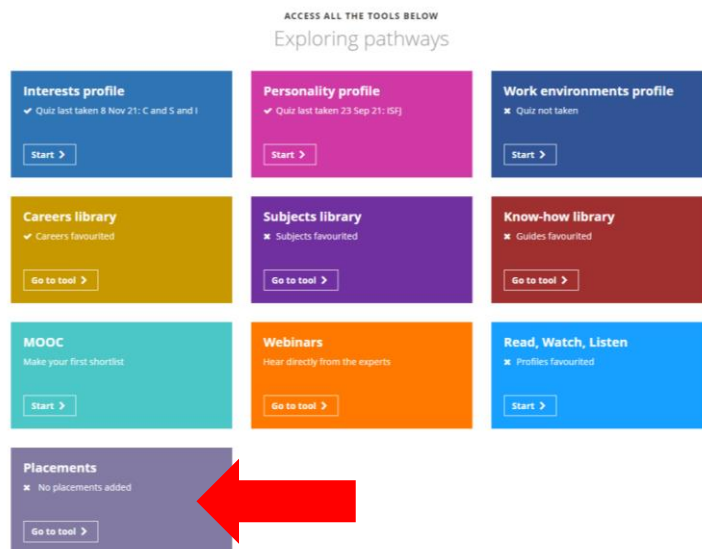 ACCESS ALL THE TOOLS BELOW
Exploring pathways
Interests profile
✔ Quiz last taken 8 Nov 21: C and S and I
Start >
Personality profile
✔ Quiz last taken 23 Sep 21: ISFJ
Start >
Work environments profile
✖ Quiz not taken
Start >
Careers library
✔ Careers favourited
Go to tool >
Subjects library
✖ Subjects favourited
Go to tool >
Know-how library
✖ Guides favourited
Go to tool >
MOOC
Make your first shortlist
Start >
Webinars
Hear directly from the experts
Go to tool >
Read, Watch, Listen
✖ Profiles favourited
Start >
Placements
✖ No placements added
Go to tool >